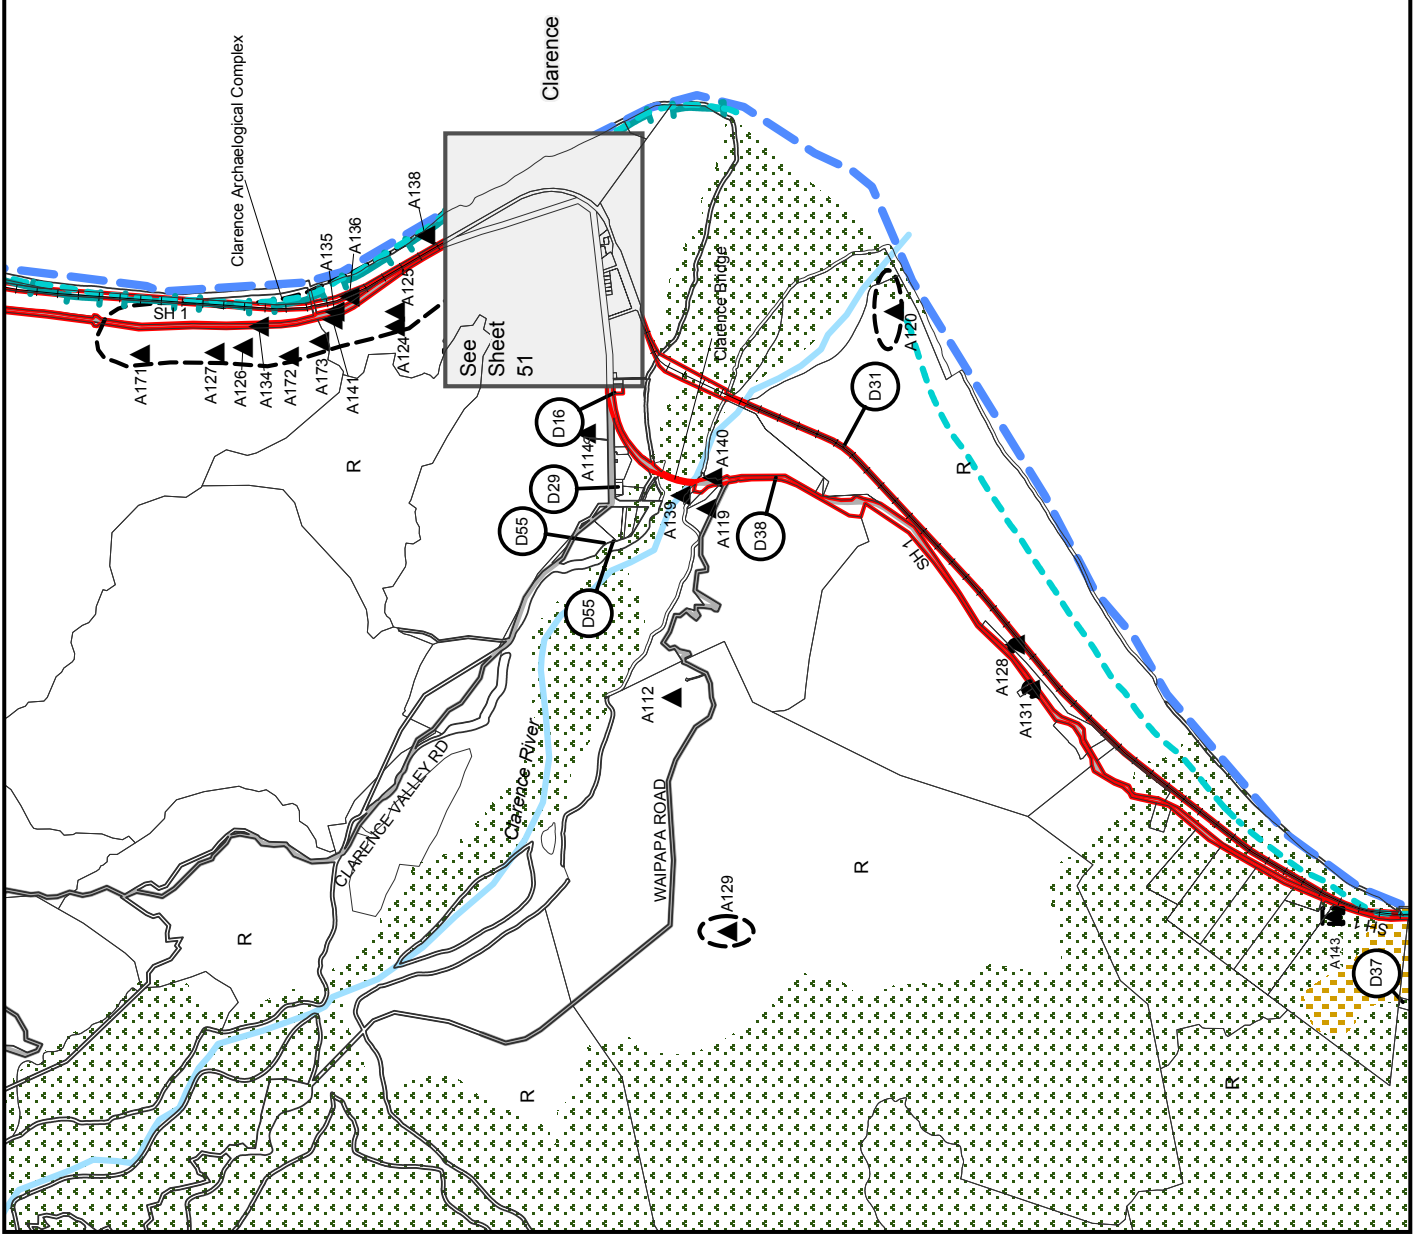 Clarence
Clarence Archaelogical Complex
A138
A136
A135
SH 1
A125
A124
A171
A127
A126
A134
A172
A173
A141
See
Sheet
51
R
D16
A114
D29
D55
D55
Clarence Bridge
A120
D31
A140
A139
A119
D38
R
SH 1
A112
A128
A131
Clarence River
CLARENCE VALLEY RD
WAIPAPA ROAD
R
R
A129
A143
SH 1
D37
R
R